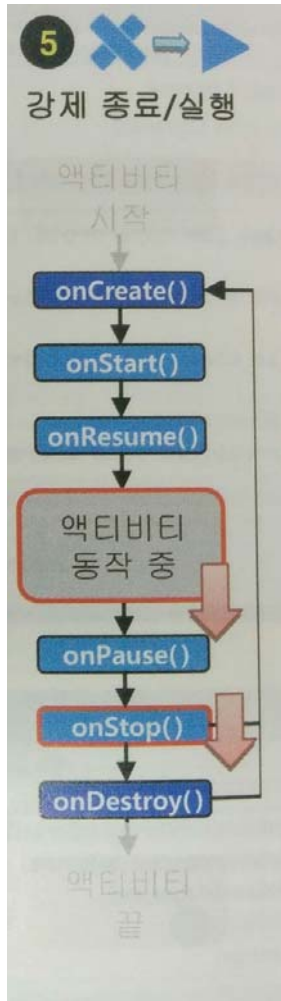 5
강제 종료/실행
액티비티
시작
onCreate()
onStart()
onResume()
액티비티
동작 중
onPause()
onStop()
onDestroy()
액티비티
끝